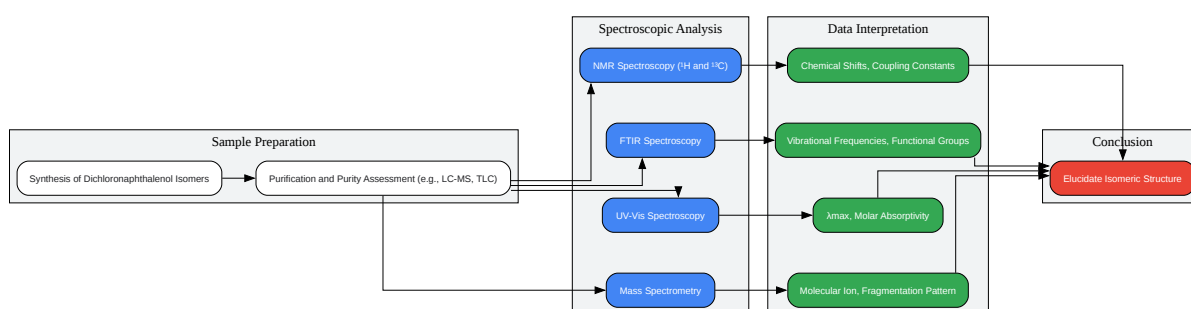 Sample Preparation
Synthesis of Dichloronaphthalenol Isomers
Purification and Purity Assessment (e.g., LC-MS, TLC)
Spectroscopic Analysis
NMR Spectroscopy (¹H and ¹³C)
FTIR Spectroscopy
UV-Vis Spectroscopy
Mass Spectrometry
Data Interpretation
Chemical Shifts, Coupling Constants
Vibrational Frequencies, Functional Groups
λmax, Molar Absorptivity
Molecular Ion, Fragmentation Pattern
Conclusion
Elucidate Isomeric Structure